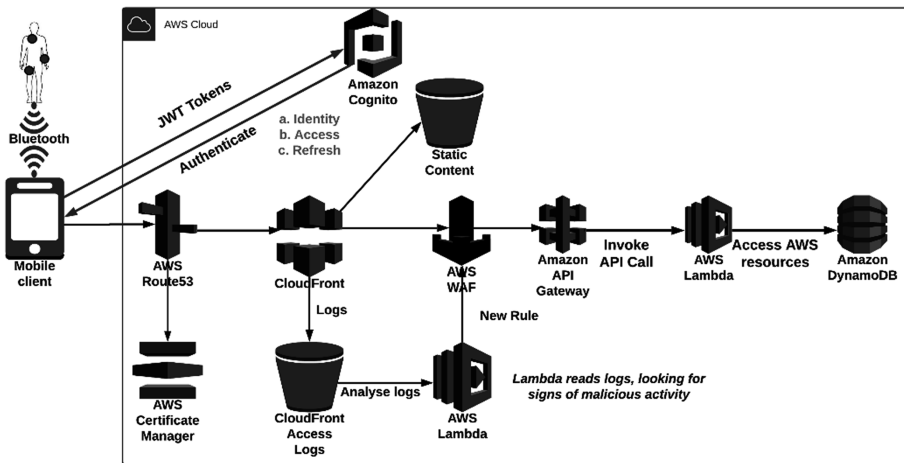 AWS Cloud
Bluetooth
Mobile
client
JWT Tokens
Authenticate
Amazon
Cognito
a. Identity
b. Access
c. Refresh
Static
Content
AWS
Route53
CloudFront
AWS
WAF
Amazon
API
Gateway
Invoke
API Call
AWS
Lambda
Access AWS
resources
Amazon
DynamoDB
Logs
New Rule
AWS
Certificate
Manager
CloudFront
Access
Logs
Analyse logs
AWS
Lambda
Lambda reads logs, looking for
signs of malicious activity